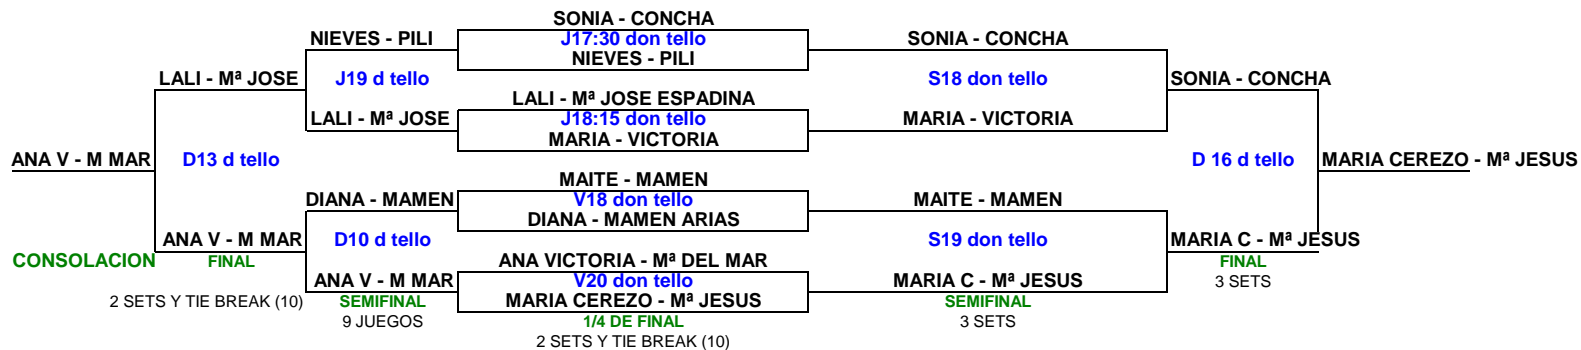 SONIA - CONCHA
NIEVES - PILI J17:30 don tello SONIA - CONCHA
NIEVES - PILI
LALI - Mª JOSE J19 d tello S18 don tello SONIA - CONCHA
LALI - Mª JOSE ESPADINA
LALI - Mª JOSE J18:15 don tello MARIA - VICTORIA
MARIA - VICTORIA
ANA V - M MAR D13 d tello D 16 d tello MARIA CEREZO - Mª JESUS
MAITE - MAMEN
DIANA - MAMEN V18 don tello MAITE - MAMEN
DIANA - MAMEN ARIAS
ANA V - M MAR D10 d tello S19 don tello MARIA C - Mª JESUS
CONSOLACION FINAL ANA VICTORIA - Mª DEL MAR FINAL
ANA V - M MAR V20 don tello MARIA C - Mª JESUS 3 SETS
2 SETS Y TIE BREAK (10) SEMIFINAL MARIA CEREZO - Mª JESUS SEMIFINAL
9 JUEGOS 1/4 DE FINAL 3 SETS
2 SETS Y TIE BREAK (10)